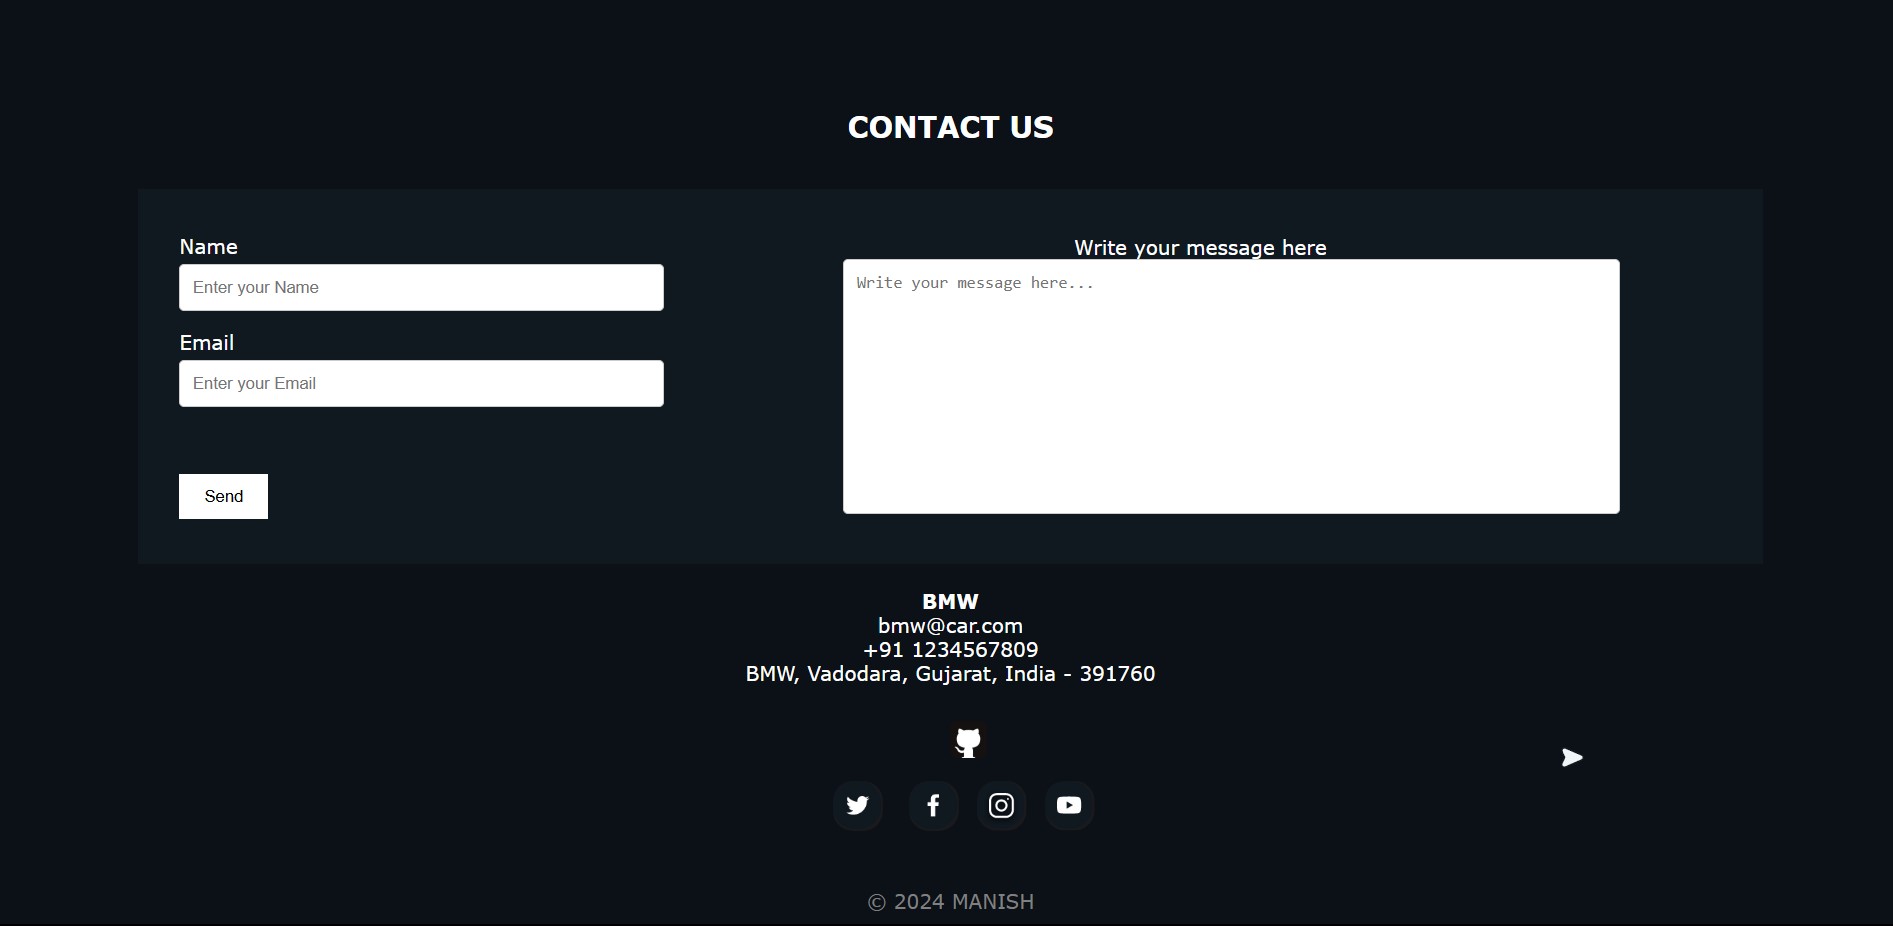 CONTACT US
Name
Enter your Name
Email
Enter your Email
Send
Write your message here
Write your message here...
BMW
bmw@car.com
+91 1234567809
BMW, Vadodara, Gujarat, India - 391760
© 2024 MANISH